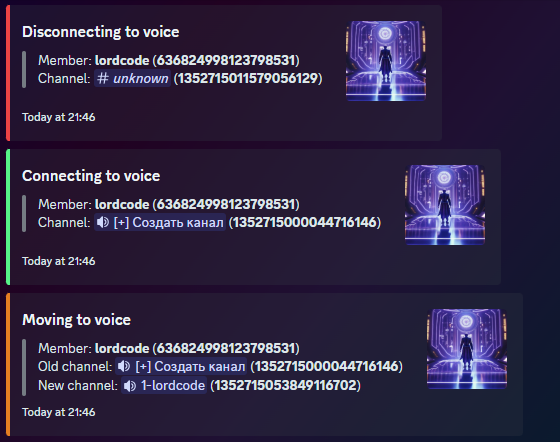 Disconnecting to voice
Member: lordcode (636824998123798531)
Channel: # unknown (1352715011579056129)
Today at 21:46
Connecting to voice
Member: lordcode (636824998123798531)
Channel: [+] Создать канал (1352715000044716146)
Today at 21:46
Moving to voice
Member: lordcode (636824998123798531)
Old channel: [+] Создать канал (1352715000044716146)
New channel: 1-lordcode (1352715053849116702)
Today at 21:46